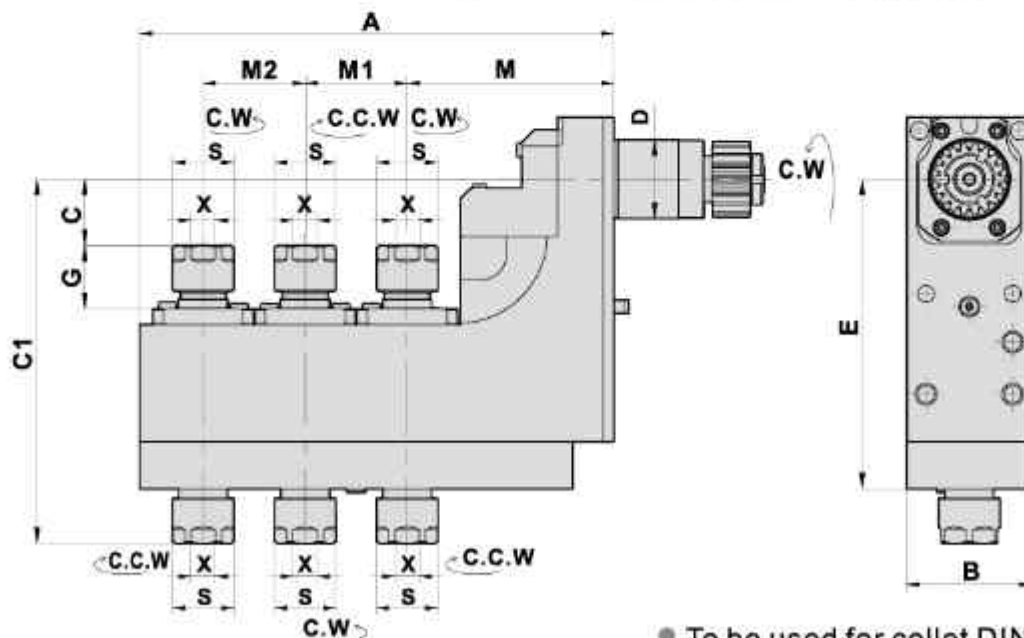 A
M2 M1 M
C.W C.C.W C.W
S S S
D
C.W
C
X X X
G
C1
E
C.C.W X X X C.C.W
S S S
C.W
B
To be used for collet DIN